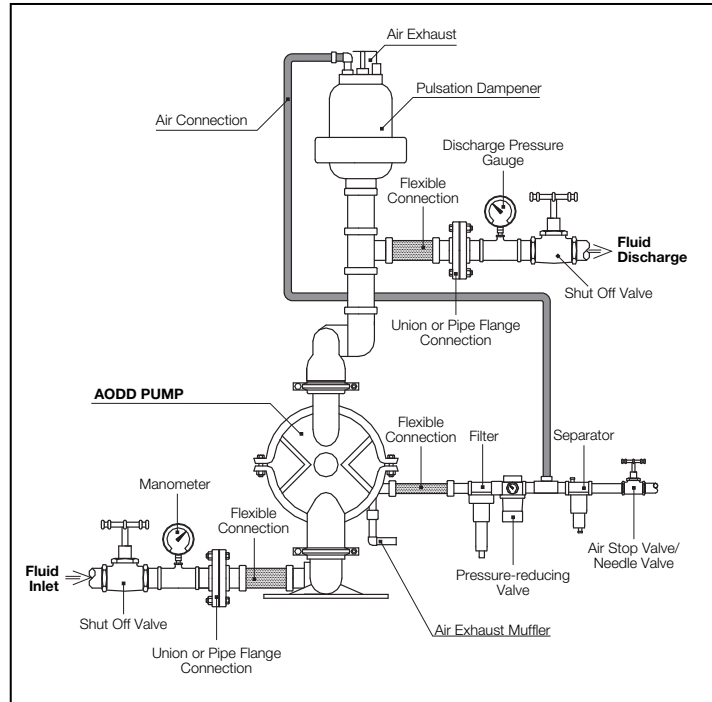 Air Exhaust
Pulsation Dampener
Air Connection
Discharge Pressure
Gauge
Flexible
Connection
Fluid
Discharge
Shut Off Valve
Union or Pipe Flange
Connection
AODD PUMP
Flexible
Connection
Filter
Separator
Manometer
Flexible
Connection
Fluid
Inlet
Air Stop Valve/
Needle Valve
Pressure-reducing
Valve
Shut Off Valve
Air Exhaust Muffler
Union or Pipe Flange
Connection